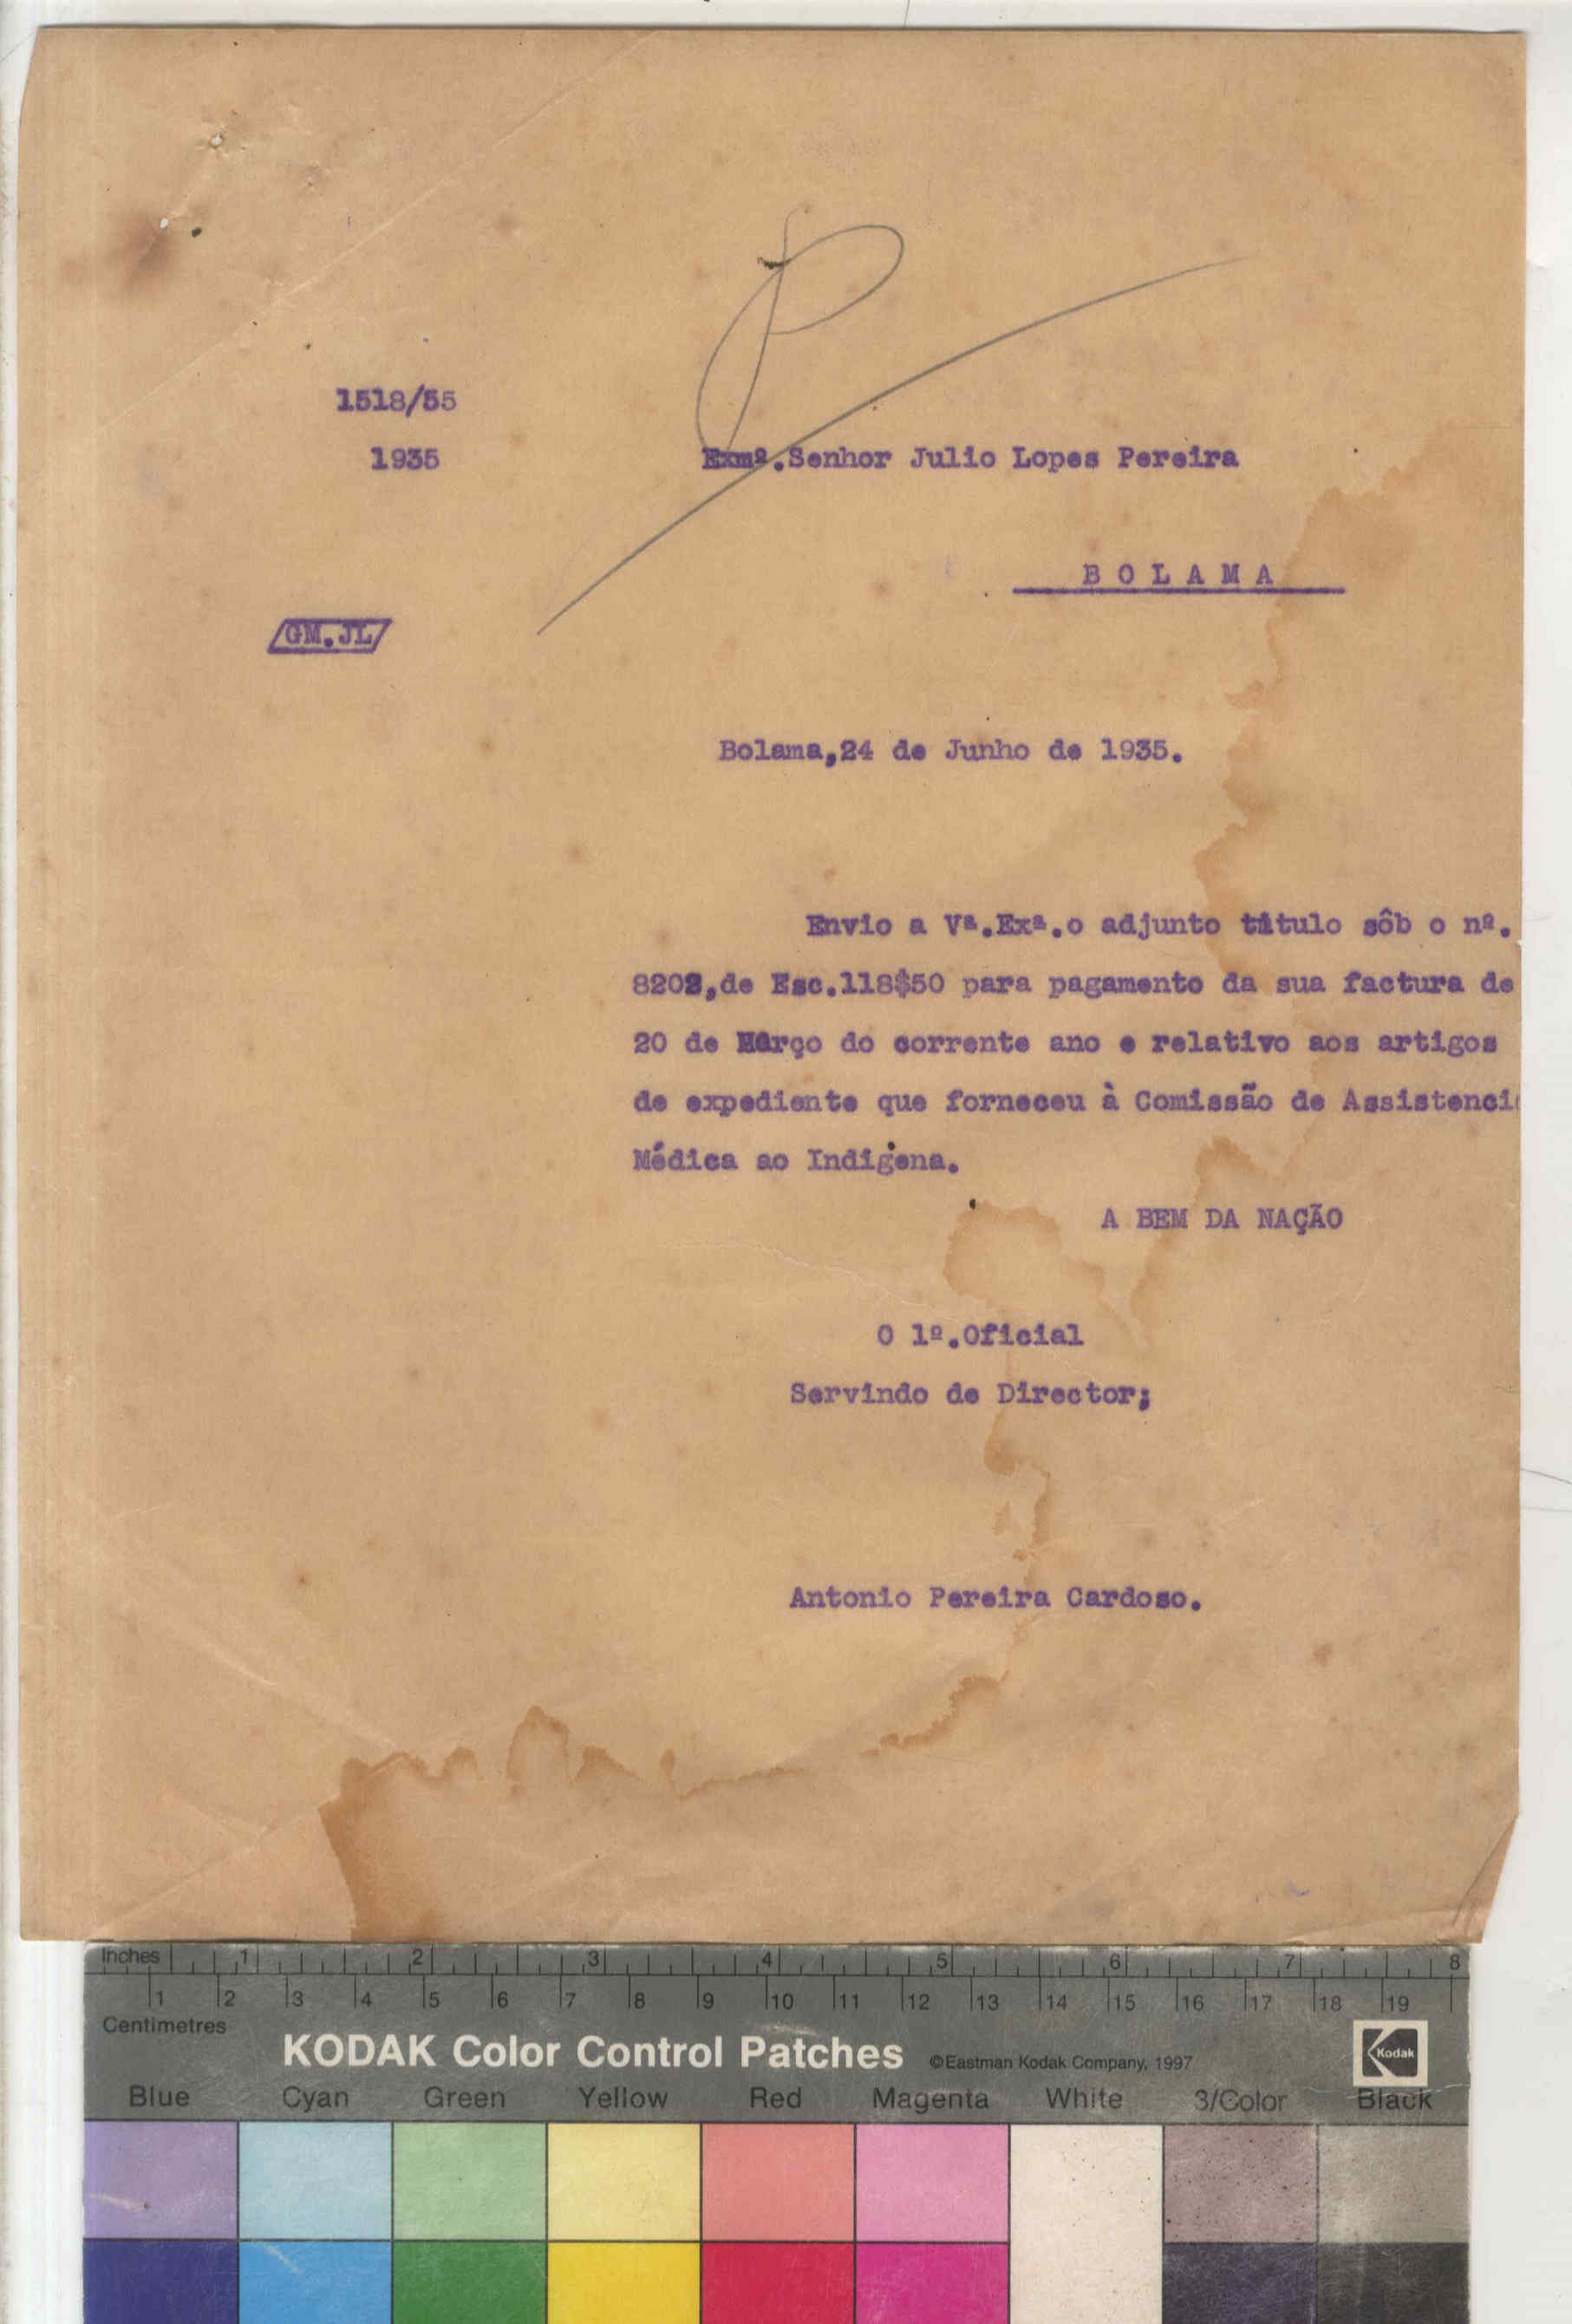 1518/55
1935
Exmº.Senhor Julio Lopes Pereira
BOLAMA
/GM.JL/
Bolama,24 de Junho de 1935.
Envio a Vª.Exª.o adjunto titulo sôb o nº.
8202,de Esc.118$50 para pagamento da sua factura de
20 de Março do corrente ano e relativo aos artigos
de expediente que forneceu à Comissão de Assistenci
Médica ao Indigena.
A BEM DA NAÇÃO
O 1º.Oficial
Servindo de Director;
Antonio Pereira Cardoso.
Inches 1 2 3 4 5 6 7 8
1 2 3 4 5 6 7 8 9 10 11 12 13 14 15 16 17 18 19
Centimetres
KODAK Color Control Patches ©Eastman Kodak Company, 1997 Kodak
Blue Cyan Green Yellow Red Magenta White 3/Color Black